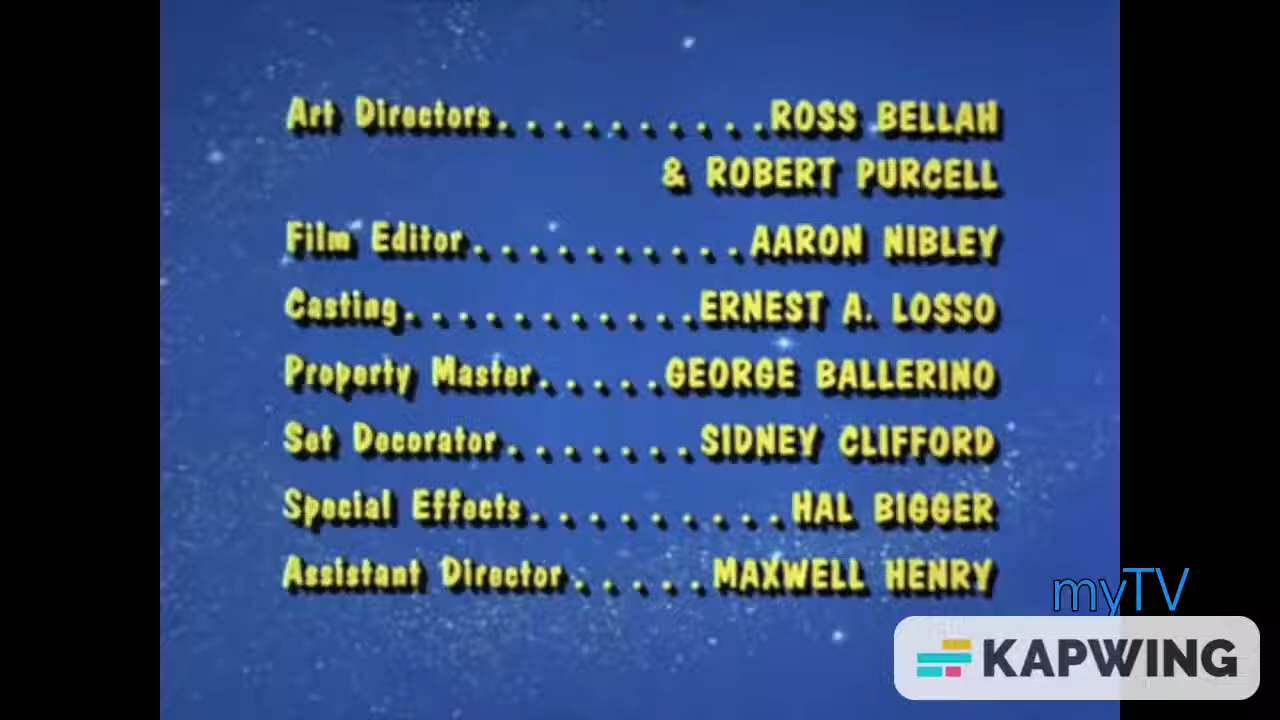 Art Directors..........ROSS BELLAH
& ROBERT PURCELL
Film Editor..........AARON NIBLEY
Casting...........ERNEST A. LOSSO
Property Master.....GEORGE BALLERINO
Set Decorator.......SIDNEY CLIFFORD
Special Effects.........HAL BIGGER
Assistant Director.....MAXWELL HENRY
myTV
KAPWING